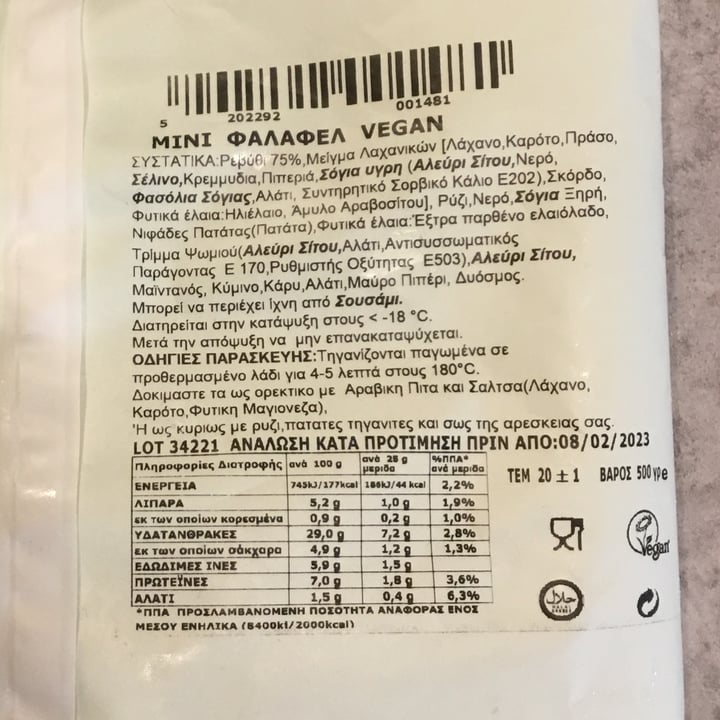 5 202292 001481
ΜΙΝΙ ΦΑΛΑΦΕΛ VEGAN
ΣΥΣΤΑΤΙΚΑ:Ρεβύθι 75%,Μείγμα Λαχανικών [Λάχανο,Καρότο,Πράσο,
Σέλινο,Κρεμμυδια,Πιπεριά,Σόγια υγρη (Αλεύρι Σίτου,Νερό,
Φασόλια Σόγιας,Αλάτι, Συντηρητικό Σορβικό Κάλιο Ε202),Σκόρδο,
Φυτικά έλαια:Ηλιέλαιο, Άμυλο Αραβοσίτου], Ρύζι,Νερό,Σόγια Ξηρή,
Νιφάδες Πατάτας(Πατάτα),Φυτικά έλαια:Έξτρα παρθένο ελαιόλαδο,
Τρίμμα Ψωμιού(Αλεύρι Σίτου,Αλάτι,Αντισυσσωματικός
Παράγοντας Ε 170,Ρυθμιστής Οξύτητας Ε503),Αλεύρι Σίτου,
Μαϊντανός, Κύμινο,Κάρυ,Αλάτι,Μαύρο Πιπέρι, Δυόσμος.
Μπορεί να περιέχει ίχνη από Σουσάμι.
Διατηρείται στην κατάψυξη στους < -18 °C.
Μετά την απόψυξη να μην επανακαταψύχεται.
ΟΔΗΓΙΕΣ ΠΑΡΑΣΚΕΥΗΣ:Τηγανίζονται παγωμένα σε
προθερμασμένο λάδι για 4-5 λεπτά στους 180°C.
Δοκιμαστε τα ως ορεκτικο με Αραβικη Πιτα και Σαλτσα(Λάχανο,
Καρότο,Φυτικη Μαγιονεζα),
Ή ως κυριως με ρυζι,πατατες τηγανιτες και σως της αρεσκειας σας.
LOT 34221 ΑΝΑΛΩΣΗ ΚΑΤΑ ΠΡΟΤΙΜΗΣΗ ΠΡΙΝ ΑΠΟ:08/02/2023
Πληροφορίες Διατροφής ανά 100 g ανά 25 g μερίδα %ΠΠΑ* ανά μερίδα
ΕΝΕΡΓΕΙΑ 745kJ/177kcal 186kJ/44 kcal 2,2%
ΛΙΠΑΡΑ 5,2 g 1,0 g 1,9%
εκ των οποίων κορεσμένα 0,9 g 0,2 g 1,0%
ΥΔΑΤΑΝΘΡΑΚΕΣ 29,0 g 7,2 g 2,8%
εκ των οποίων σάκχαρα 4,9 g 1,2 g 1,3%
ΕΔΩΔΙΜΕΣ ΙΝΕΣ 5,9 g 1,5 g
ΠΡΩΤΕΪΝΕΣ 7,0 g 1,8 g 3,6%
ΑΛΑΤΙ 1,5 g 0,4 g 6,3%
*ΠΠΑ ΠΡΟΣΛΑΜΒΑΝΟΜΕΝΗ ΠΟΣΟΤΗΤΑ ΑΝΑΦΟΡΑΣ ΕΝΟΣ
ΜΕΣΟΥ ΕΝΗΛΙΚΑ (8400kJ/2000kcal)
ΤΕΜ 20 ± 1 ΒΑΡΟΣ 500 γρ e
Vegan
حلال
HALAL